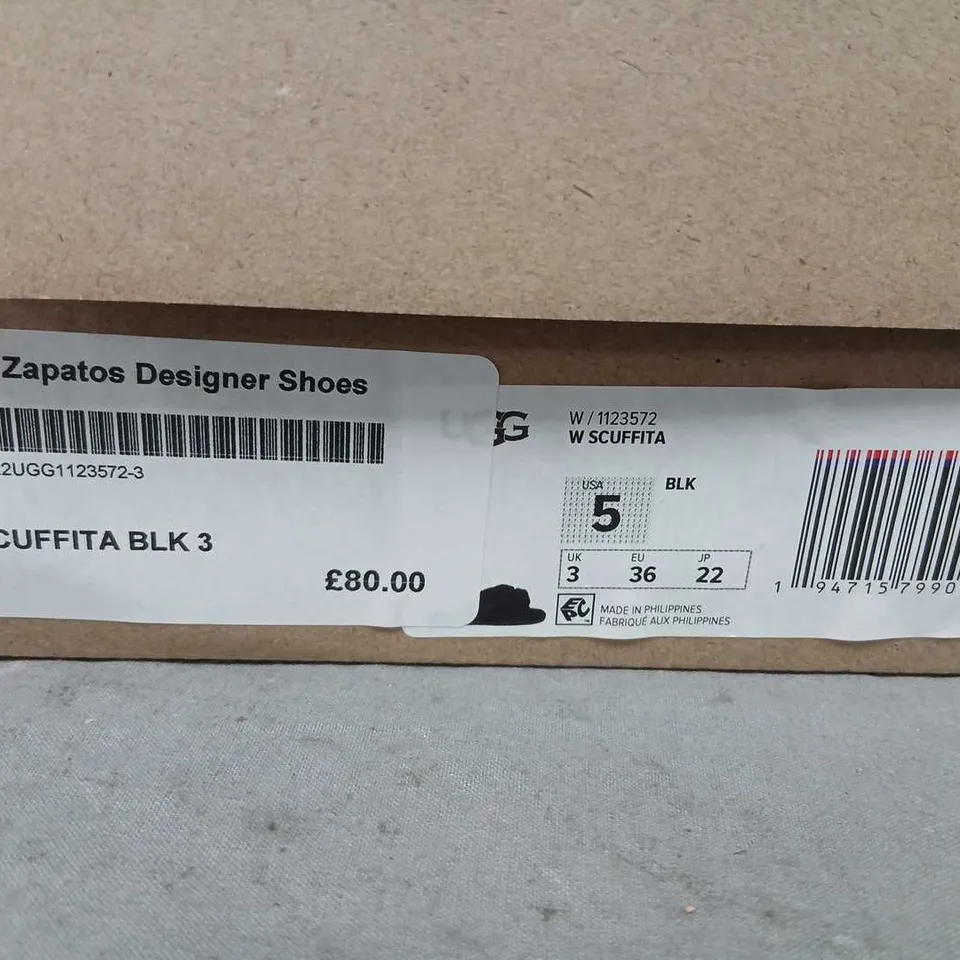 Zapatos Designer Shoes
2UGG1123572-3
CUFFITA BLK 3
£80.00
UGG
W / 1123572
W SCUFFITA
USA
5
BLK
UK EU JP
3 36 22
MADE IN PHILIPPINES
FABRIQUÉ AUX PHILIPPINES
1 94715 7990